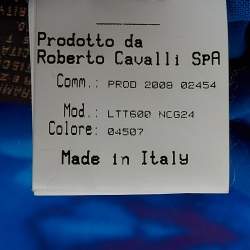 Prodotto da
Roberto Cavalli SpA
Comm.: PROD 2008 02454
Mod.: LTT600 NCG24
Colore: 04507
Made in Italy